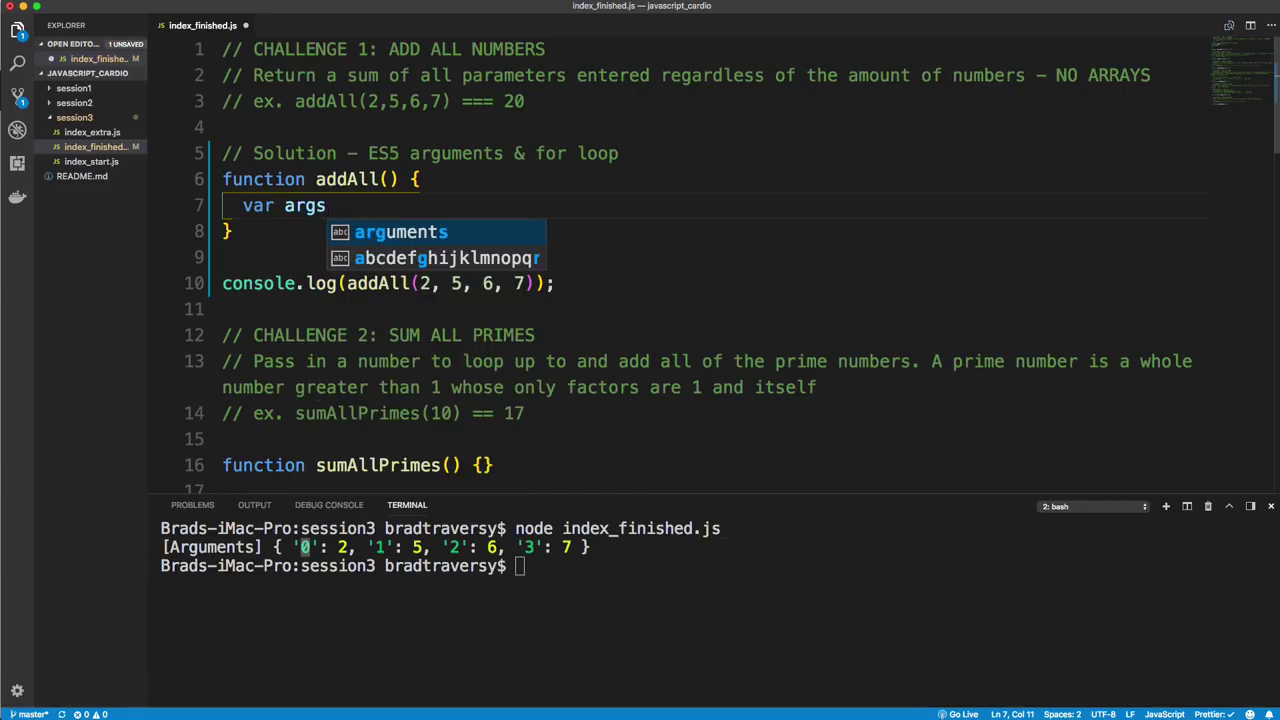 index_finished.js — javascript_cardio
EXPLORER
index_finished.js
OPEN EDITO... 1 UNSAVED
index_finishe... M
JAVASCRIPT_CARDIO
session1
session2
session3
index_extra.js
index_finished... M
index_start.js
README.md
1 // CHALLENGE 1: ADD ALL NUMBERS
2 // Return a sum of all parameters entered regardless of the amount of numbers - NO ARRAYS
3 // ex. addAll(2,5,6,7) === 20
4
5 // Solution - ES5 arguments & for loop
6 function addAll() {
7 var args
arguments
8 }
abcdefghijklmnopqr
9
10 console.log(addAll(2, 5, 6, 7));
11
12 // CHALLENGE 2: SUM ALL PRIMES
13 // Pass in a number to loop up to and add all of the prime numbers. A prime number is a whole
number greater than 1 whose only factors are 1 and itself
14 // ex. sumAllPrimes(10) == 17
15
16 function sumAllPrimes() {}
17
PROBLEMS OUTPUT DEBUG CONSOLE TERMINAL 2: bash
Brads-iMac-Pro:session3 bradtraversy$ node index_finished.js
[Arguments] { '0': 2, '1': 5, '2': 6, '3': 7 }
Brads-iMac-Pro:session3 bradtraversy$
master* 0 0 Go Live Ln 7, Col 11 Spaces: 2 UTF-8 LF JavaScript Prettier: ✓